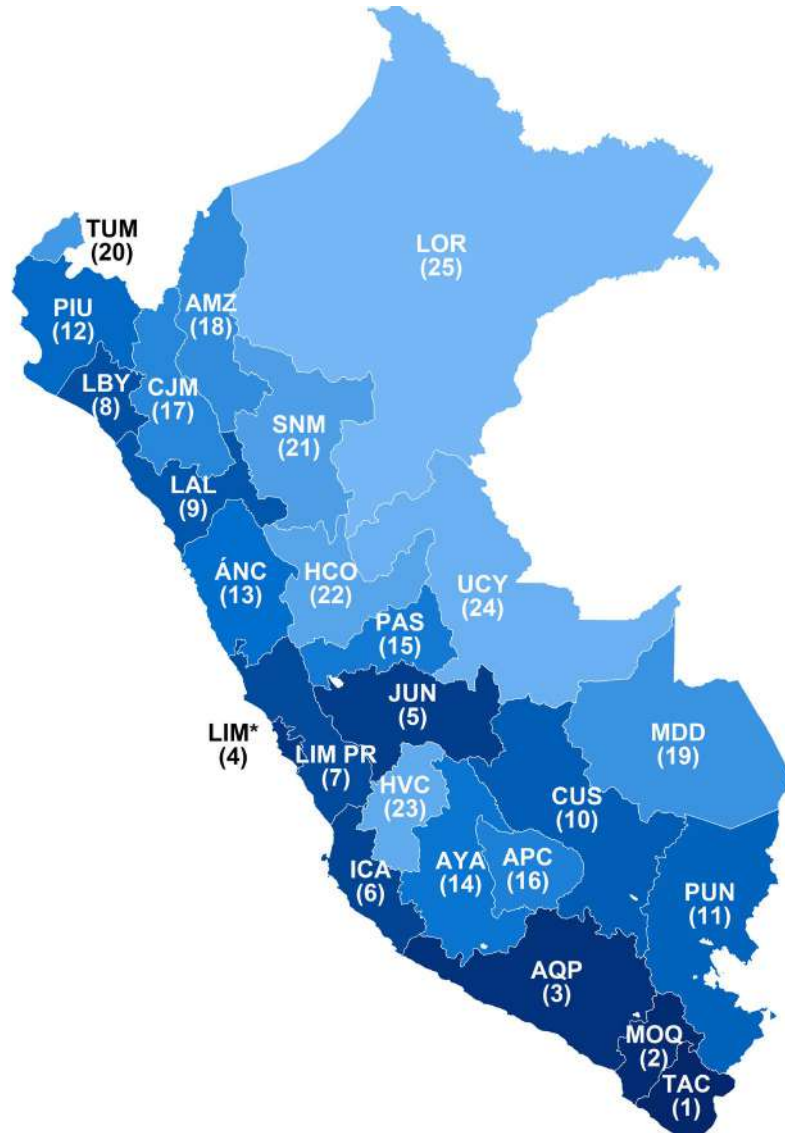 TUM
(20)
LOR
(25)
PIU
(12)
AMZ
(18)
LBY
(8)
CJM
(17)
SNM
(21)
LAL
(9)
ÁNC
(13)
HCO
(22)
UCY
(24)
PAS
(15)
JUN
(5)
LIM*
(4)
LIM PR
(7)
MDD
(19)
HVC
(23)
CUS
(10)
ICA
(6)
AYA
(14)
APC
(16)
PUN
(11)
AQP
(3)
MOQ
(2)
TAC
(1)